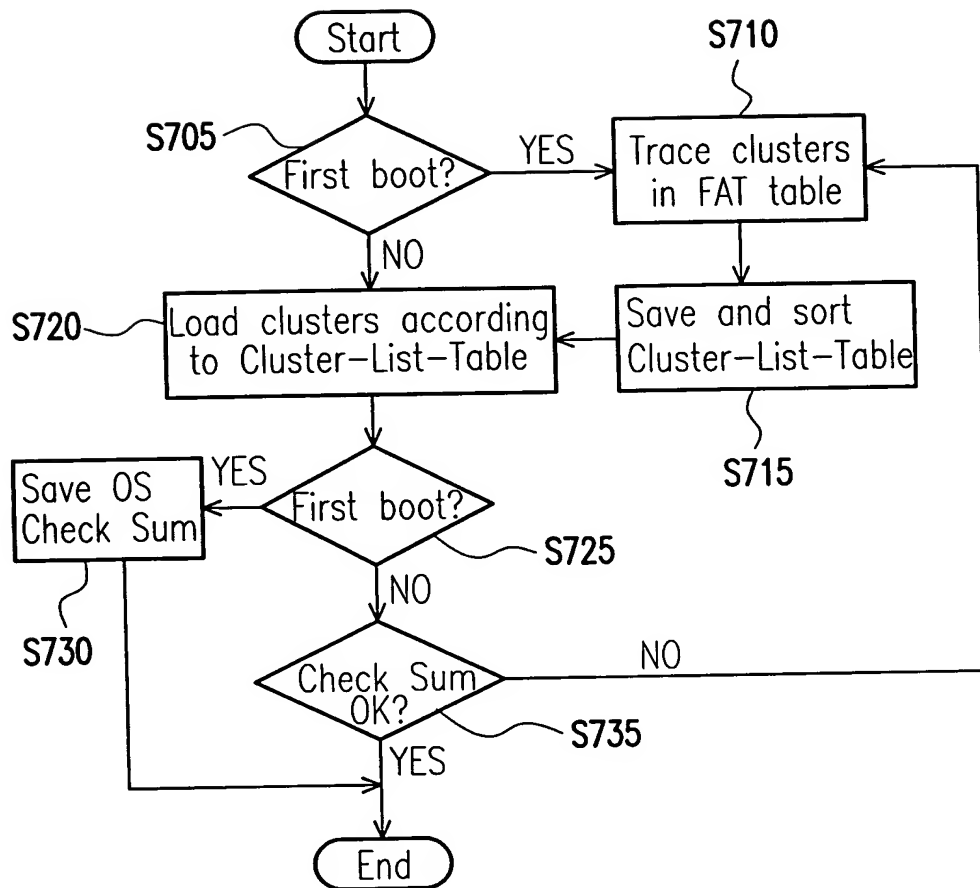 Start
S710
S705
First boot?
YES
Trace clusters
in FAT table
NO
S720
Load clusters according
to Cluster-List-Table
Save and sort
Cluster-List-Table
S715
YES
Save OS
Check Sum
First boot?
S725
NO
S730
Check Sum
OK?
NO
S735
YES
End